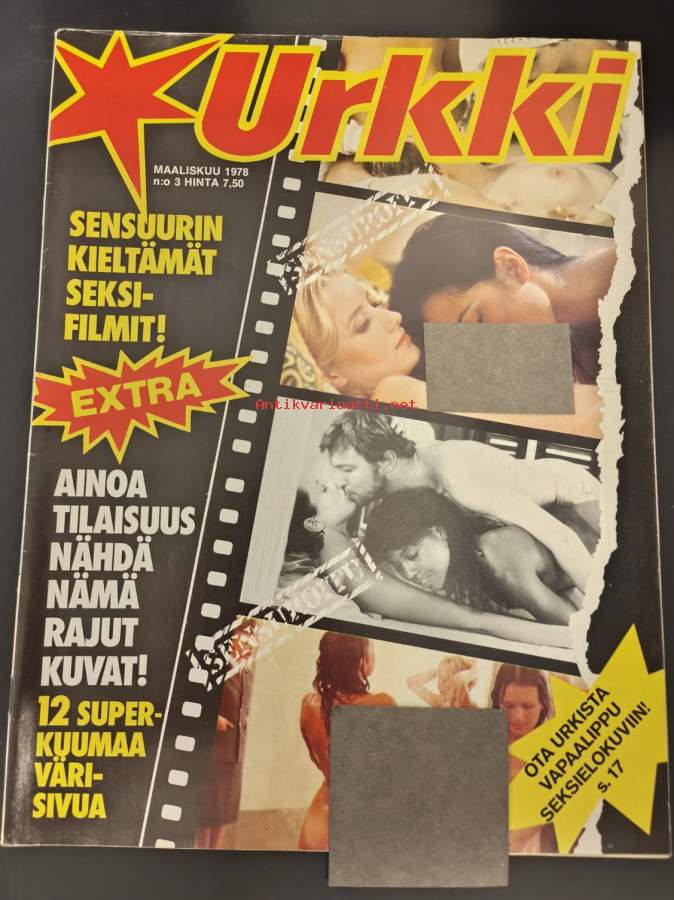 Urkki
MAALISKUU 1978
n:o 3 HINTA 7,50
SENSUURIN
KIELTÄMÄT
SEKSI-
FILMIT!
EXTRA
Antikvariaatti.net
AINOA
TILAISUUS
NÄHDÄ
NÄMÄ
RAJUT
KUVAT!
12 SUPER-
KUUMAA
VÄRI-
SIVUA
OTA URKISTA
VAPAALIPPU
SEKSIELOKUVIIN!
s. 17